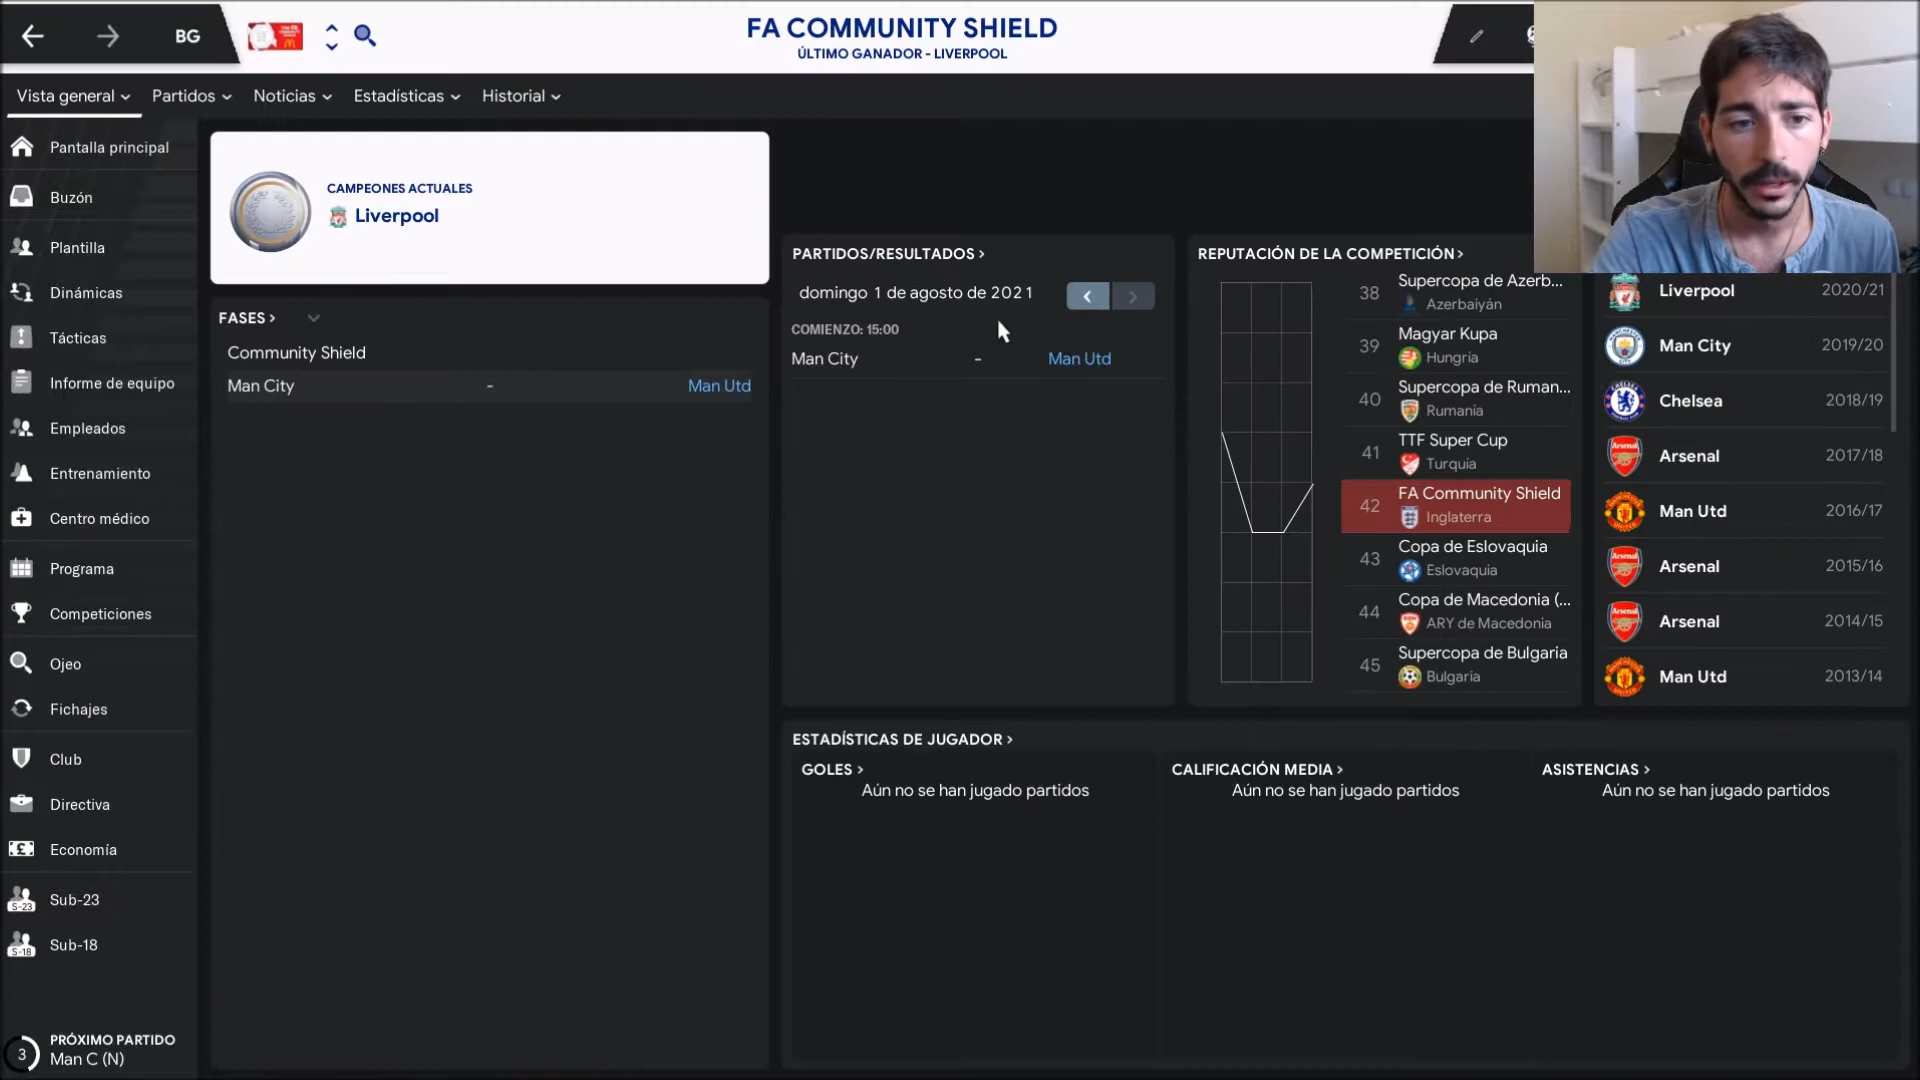 BG
FA COMMUNITY SHIELD
ÚLTIMO GANADOR - LIVERPOOL
Vista general
Partidos
Noticias
Estadísticas
Historial
Pantalla principal
Buzón
Plantilla
Dinámicas
Tácticas
Informe de equipo
Empleados
Entrenamiento
Centro médico
Programa
Competiciones
Ojeo
Fichajes
Club
Directiva
Economía
S-23 Sub-23
S-18 Sub-18
3
PRÓXIMO PARTIDO
Man C (N)
CAMPEONES ACTUALES
Liverpool
FASES >
Community Shield
Man City - Man Utd
PARTIDOS/RESULTADOS >
domingo 1 de agosto de 2021
COMIENZO: 15:00
Man City - Man Utd
REPUTACIÓN DE LA COMPETICIÓN >
38 Supercopa de Azerb...
Azerbaiyán
39 Magyar Kupa
Hungría
40 Supercopa de Ruman...
Rumanía
41 TTF Super Cup
Turquía
42 FA Community Shield
Inglaterra
43 Copa de Eslovaquia
Eslovaquia
44 Copa de Macedonia (...
ARY de Macedonia
45 Supercopa de Bulgaria
Bulgaria
Liverpool 2020/21
Man City 2019/20
Chelsea 2018/19
Arsenal 2017/18
Man Utd 2016/17
Arsenal 2015/16
Arsenal 2014/15
Man Utd 2013/14
ESTADÍSTICAS DE JUGADOR >
GOLES >
Aún no se han jugado partidos
CALIFICACIÓN MEDIA >
Aún no se han jugado partidos
ASISTENCIAS >
Aún no se han jugado partidos